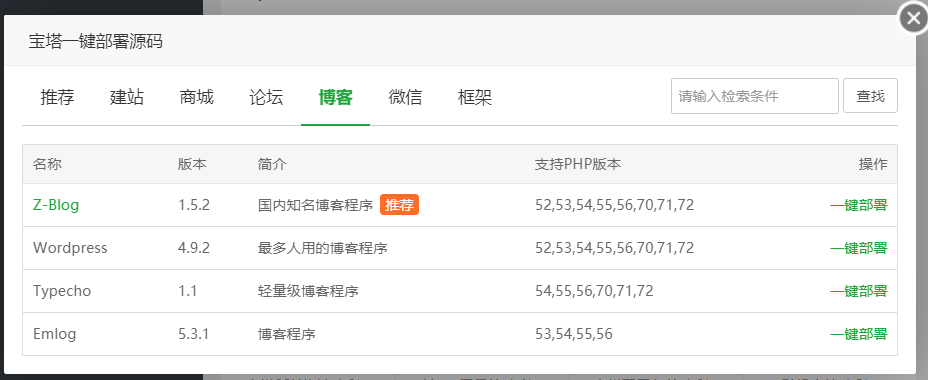 宝塔一键部署源码
推荐 建站 商城 论坛 博客 微信 框架 请输入检索条件 查找
名称 版本 简介 支持PHP版本 操作
Z-Blog 1.5.2 国内知名博客程序 推荐 52,53,54,55,56,70,71,72 一键部署
Wordpress 4.9.2 最多人用的博客程序 52,53,54,55,56,70,71,72 一键部署
Typecho 1.1 轻量级博客程序 54,55,56,70,71,72 一键部署
Emlog 5.3.1 博客程序 53,54,55,56 一键部署